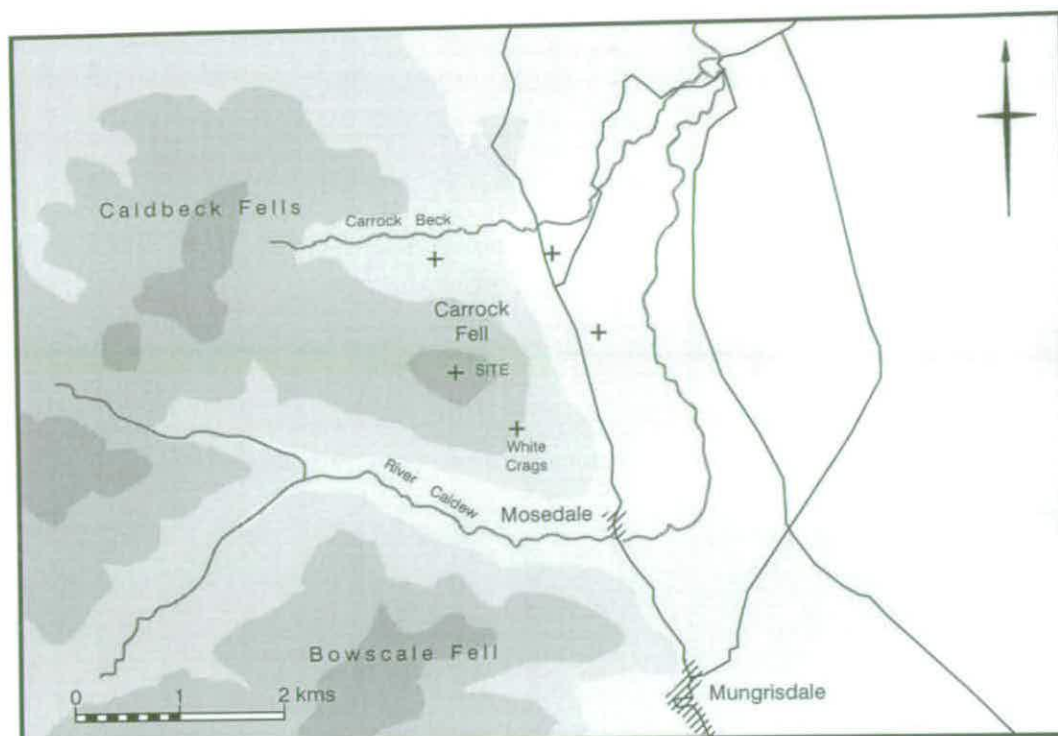 Caldbeck Fells
Carrock Beck
Carrock
Fell
SITE
White
Crags
River Caldew
Mosedale
Bowscale Fell
0 1 2 kms
Mungrisdale